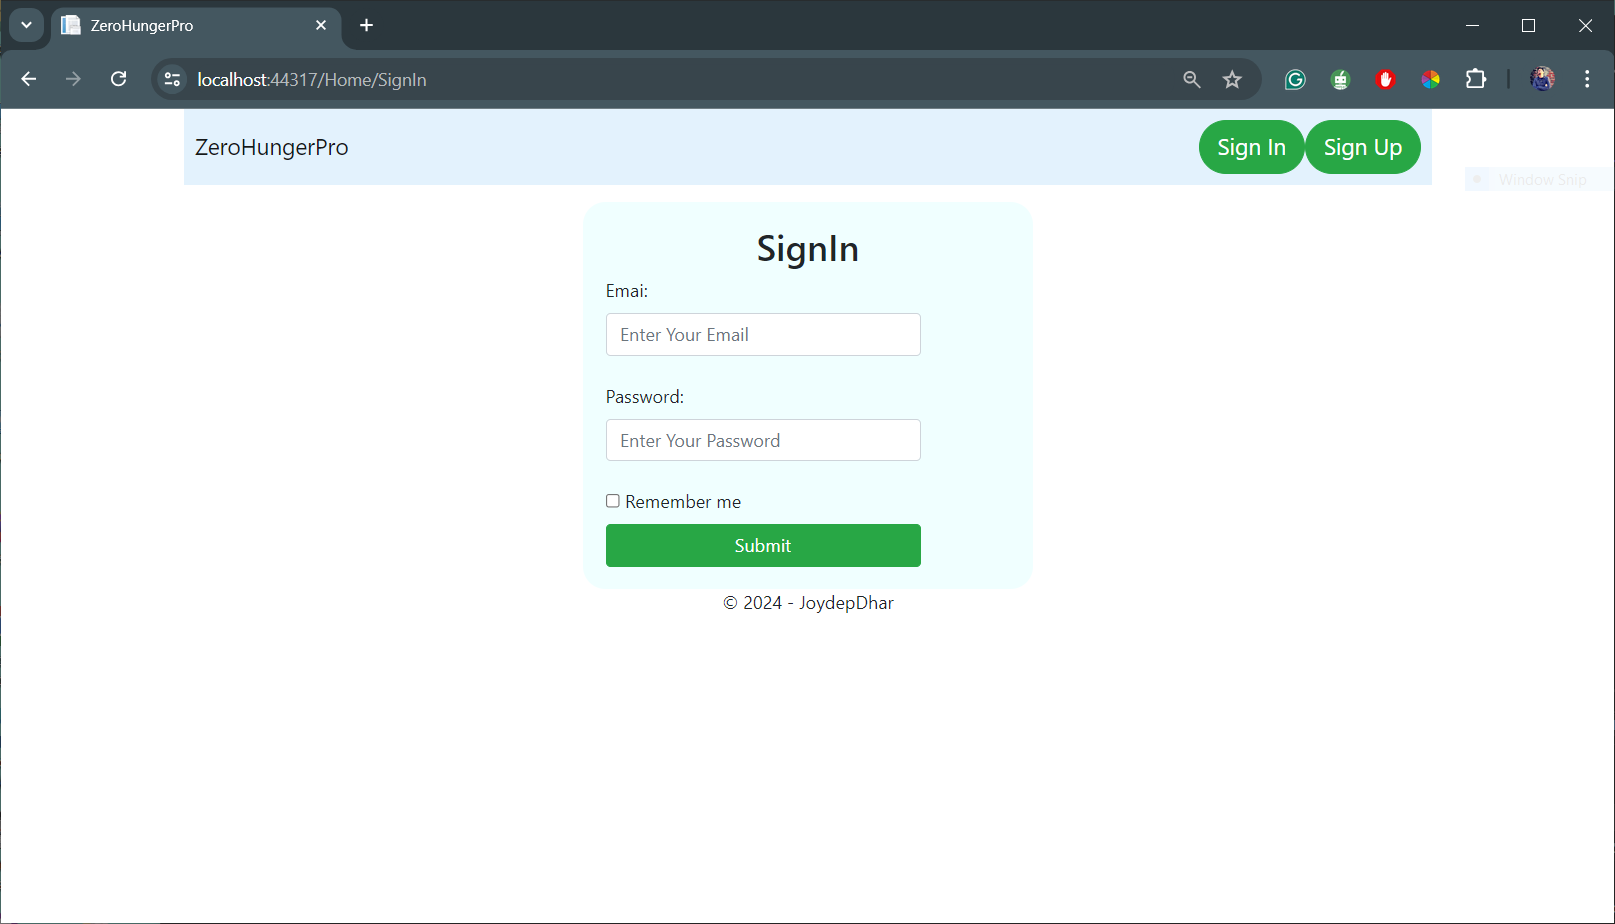 ZeroHungerPro
localhost:44317/Home/SignIn
ZeroHungerPro
Sign In
Sign Up
Window Snip
SignIn
Emai:
Enter Your Email
Password:
Enter Your Password
Remember me
Submit
© 2024 - JoydepDhar